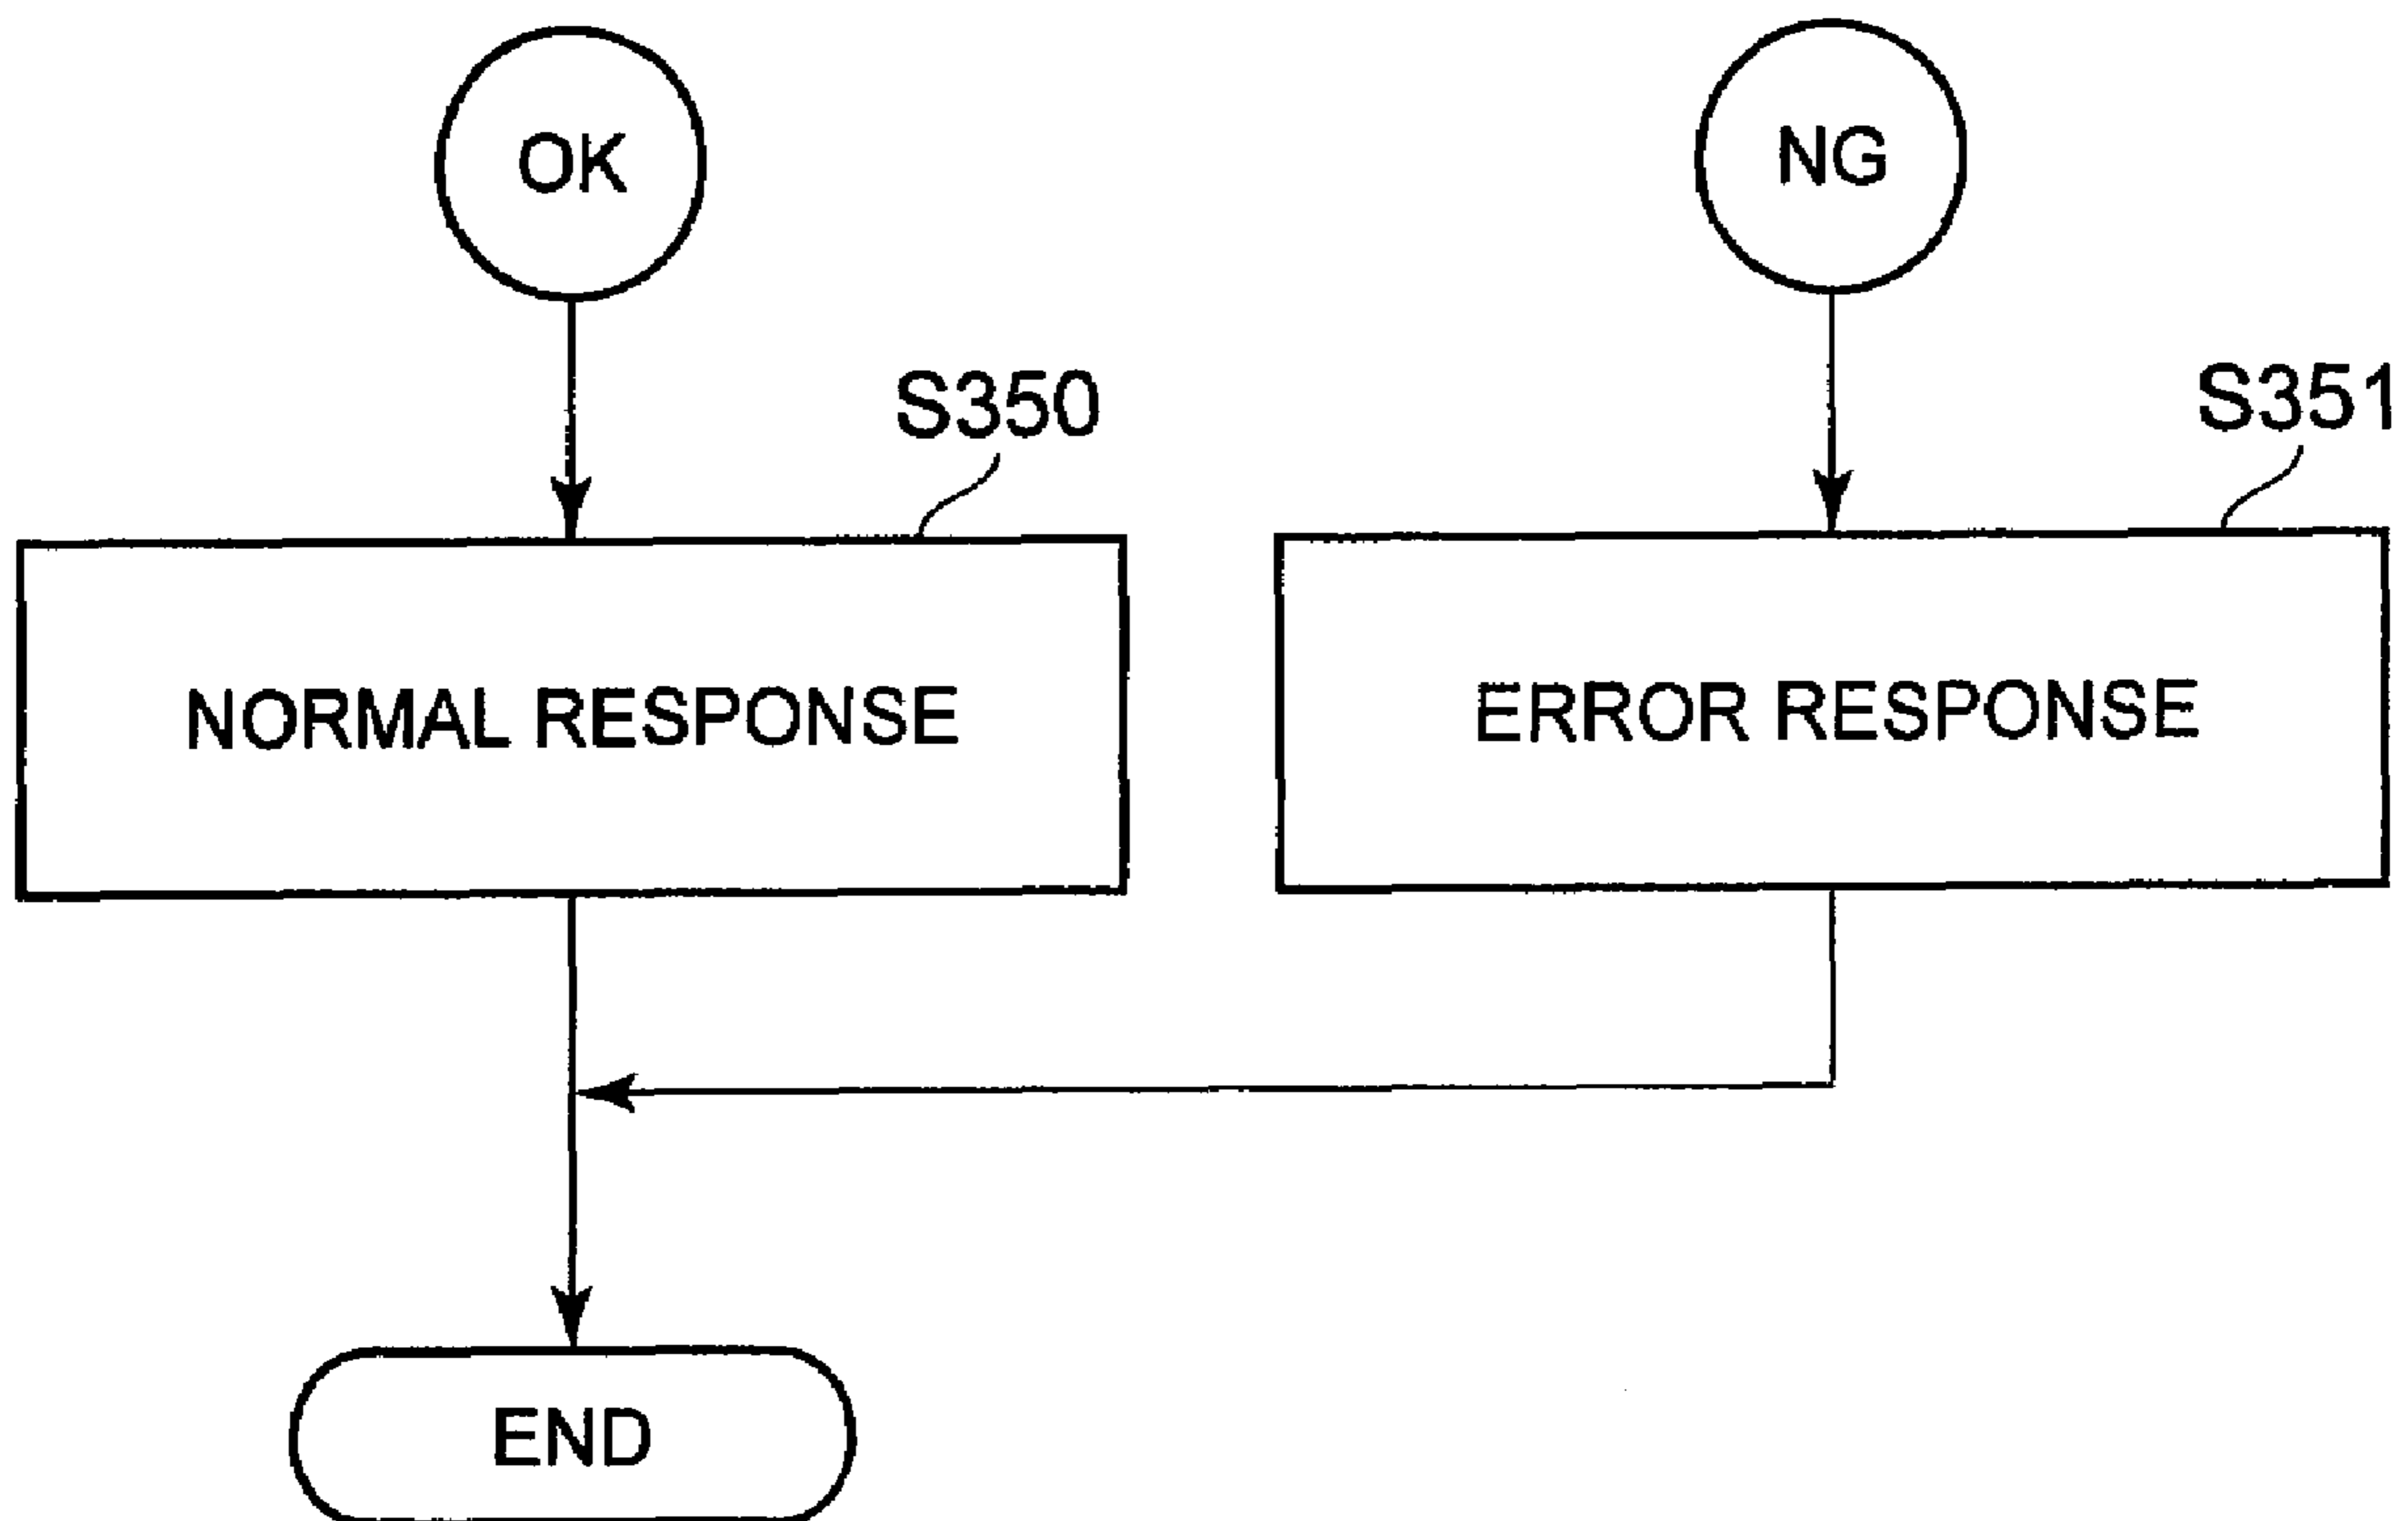 OK
NG
S350
S351
NORMAL RESPONSE
ERROR RESPONSE
END